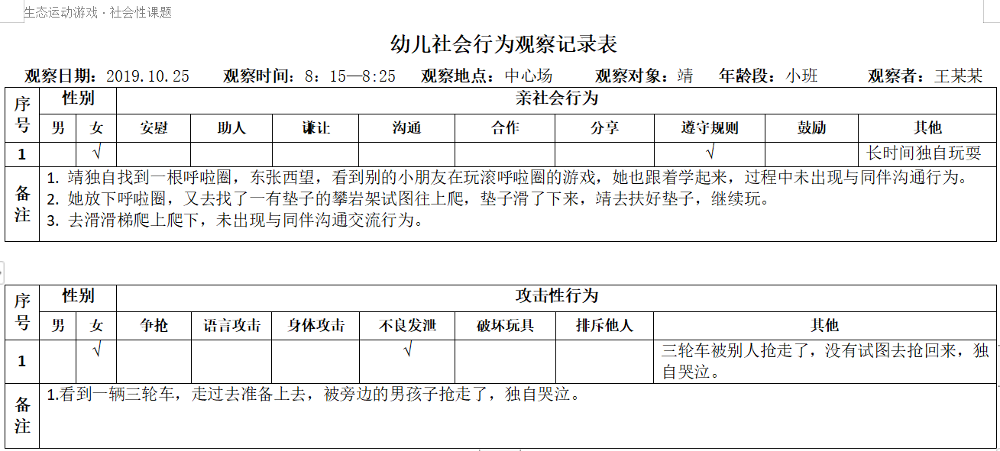 生态运动游戏 · 社会性课题
幼儿社会行为观察记录表
观察日期：2019.10.25 观察时间：8：15—8:25 观察地点：中心场 观察对象：靖 年龄段：小班 观察者：王某某
序号 性别 亲社会行为
男 女 安慰 助人 谦让 沟通 合作 分享 遵守规则 鼓励 其他
1 √ √ 长时间独自玩耍
备注
1. 靖独自找到一根呼啦圈，东张西望，看到别的小朋友在玩滚呼啦圈的游戏，她也跟着学起来，过程中未出现与同伴沟通行为。
2. 她放下呼啦圈，又去找了一有垫子的攀岩架试图往上爬，垫子滑了下来，靖去扶好垫子，继续玩。
3. 去滑滑梯爬上爬下，未出现与同伴沟通交流行为。
序号 性别 攻击性行为
男 女 争抢 语言攻击 身体攻击 不良发泄 破坏玩具 排斥他人 其他
1 √ √ 三轮车被别人抢走了，没有试图去抢回来，独
自哭泣。
备注
1.看到一辆三轮车，走过去准备上去，被旁边的男孩子抢走了，独自哭泣。